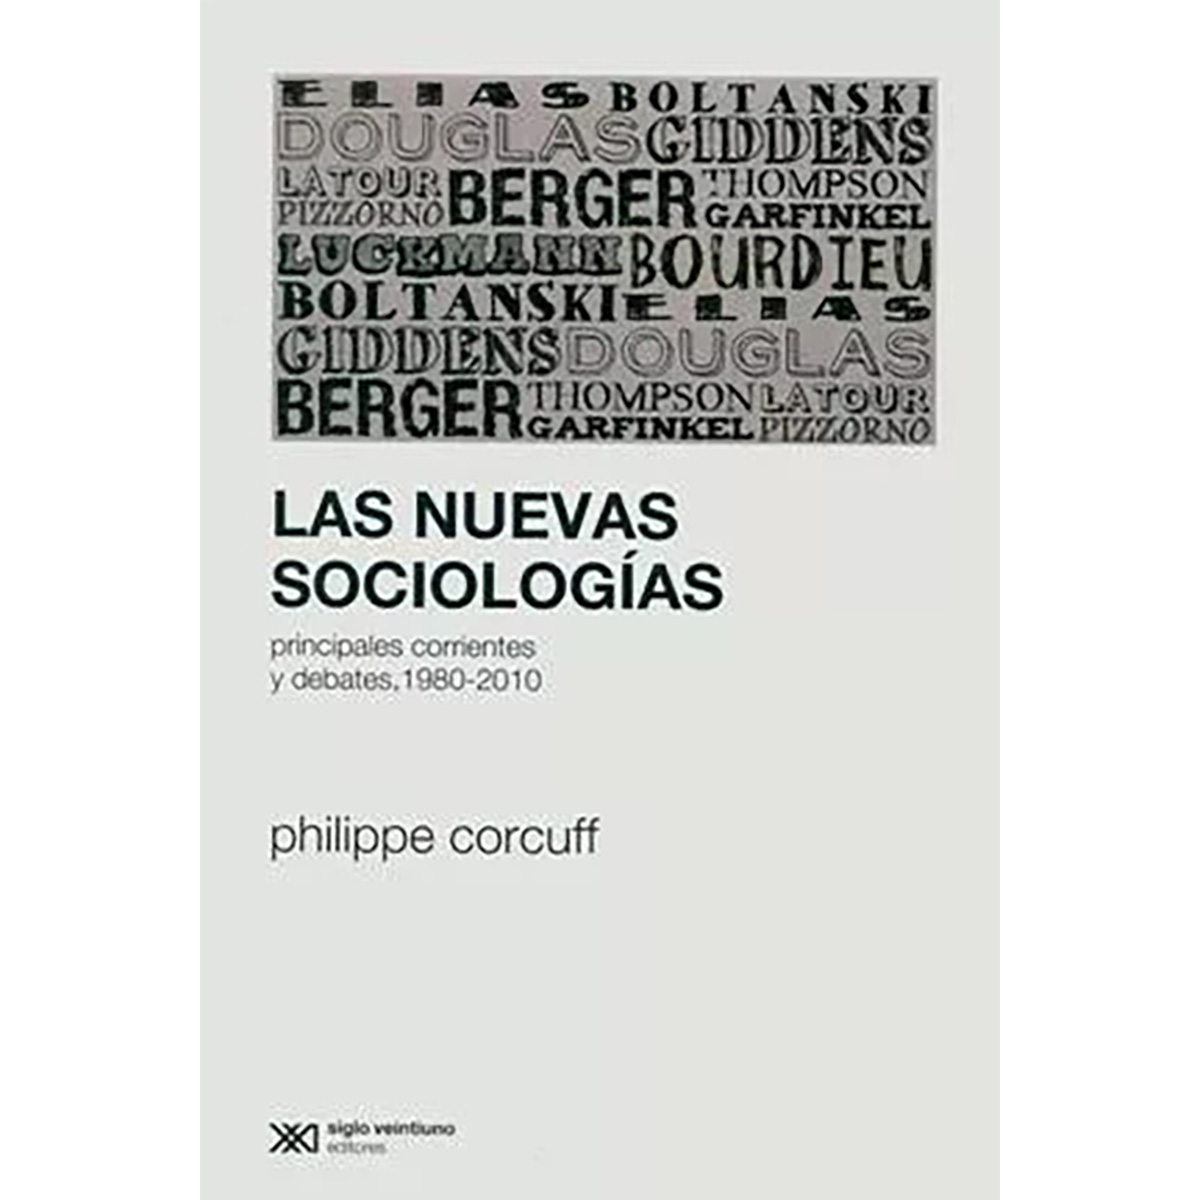 ELIAS BOLTANSKI
DOUGLAS GIDDENS
LATOUR BERGER THOMPSON
PIZZORNO GARFINKEL
LUCKMANN BOURDIEU
BOLTANSKI ELIAS
GIDDENS DOUGLAS
BERGER THOMPSON LATOUR
GARFINKEL PIZZORNO
LAS NUEVAS
SOCIOLOGÍAS
principales corrientes
y debates, 1980-2010
philippe corcuff
siglo veintiuno
editores